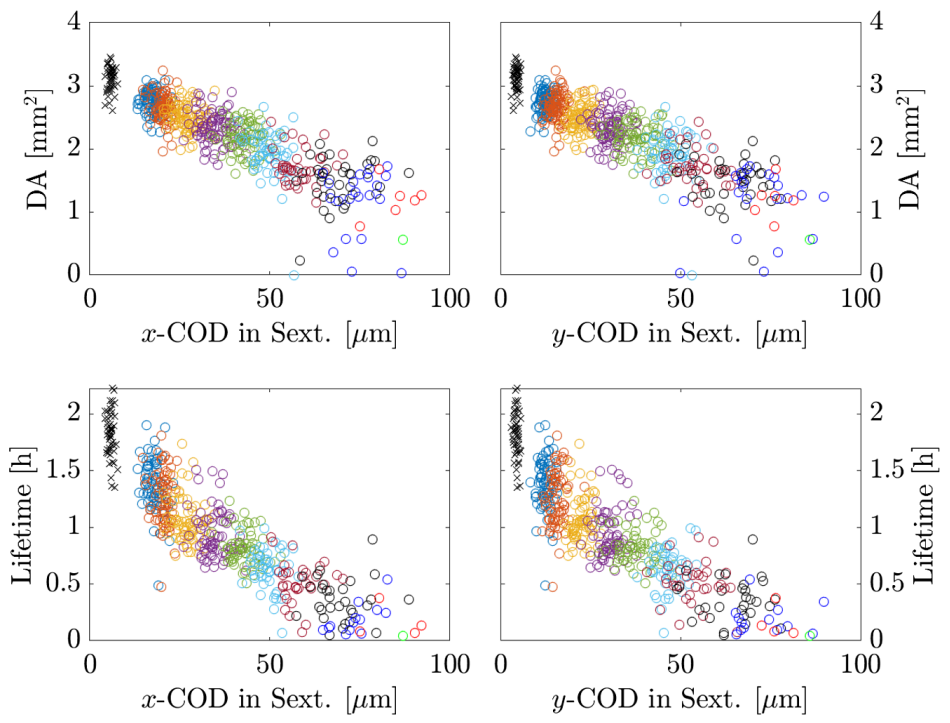 4
3
2
1
0
DA [mm²]
0 50 100
x-COD in Sext. [μm]
4
3
2
1
0
DA [mm²]
0 50 100
y-COD in Sext. [μm]
2
1.5
1
0.5
0
Lifetime [h]
0 50 100
x-COD in Sext. [μm]
2
1.5
1
0.5
0
Lifetime [h]
0 50 100
y-COD in Sext. [μm]